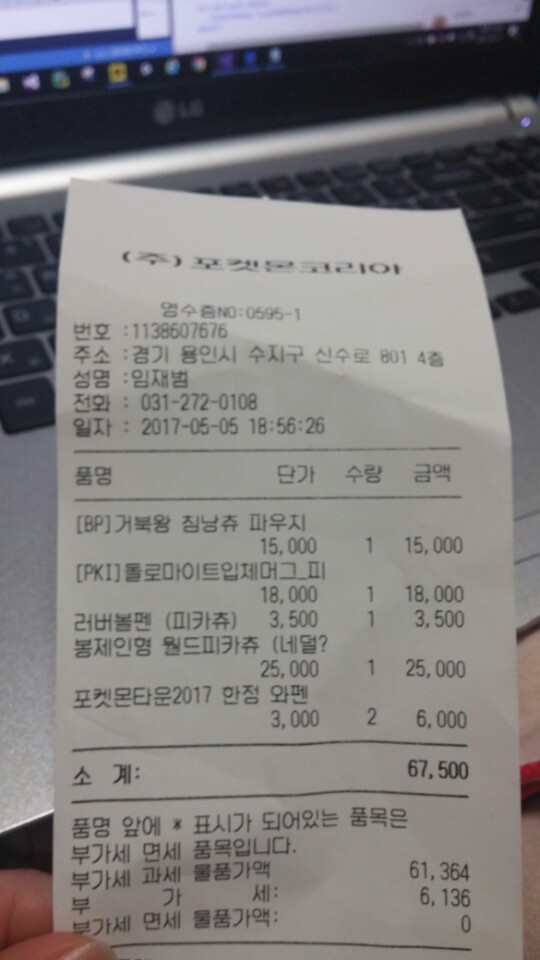 LG
(주)포켓몬코리아
영수증NO:0595-1
번호 :1138607676
주소 :경기 용인시 수지구 신수로 801 4층
성명 :임재범
전화 : 031-272-0108
일자 : 2017-05-05 18:56:26
품명 단가 수량 금액
[BP]거북왕 침낭츄 파우지
15,000 1 15,000
[PKI]돌로마이트입체머그_피
18,000 1 18,000
러버볼펜 (피카츄) 3,500 1 3,500
봉제인형 월드피카츄 (네덜?
25,000 1 25,000
포켓몬타운2017 한정 와펜
3,000 2 6,000
소 계: 67,500
품명 앞에 * 표시가 되어있는 품목은
부가세 면세 품목입니다.
부가세 과세 물품가액 61,364
부 가 세: 6,136
부가세 면세 물품가액: 0